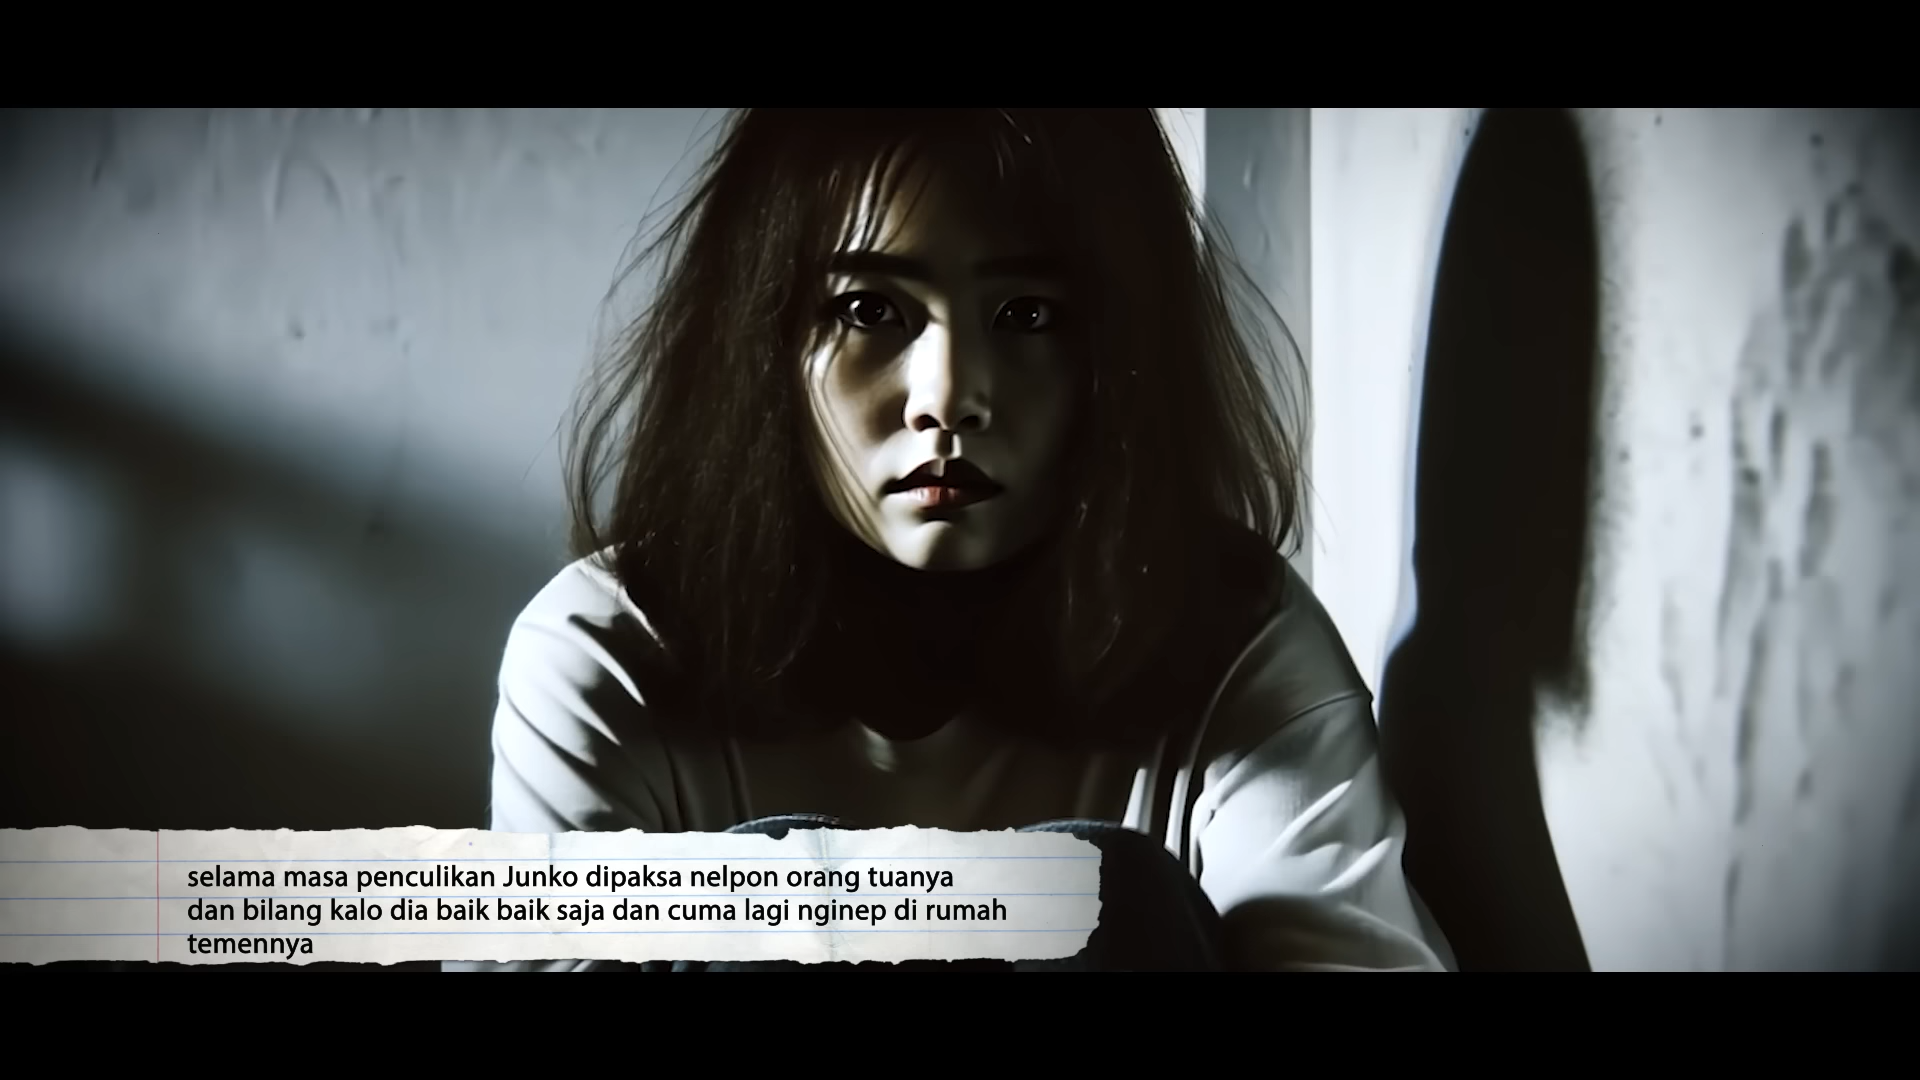 selama masa penculikan Junko dipaksa nelpon orang tuanya
dan bilang kalo dia baik baik saja dan cuma lagi nginep di rumah
temennya